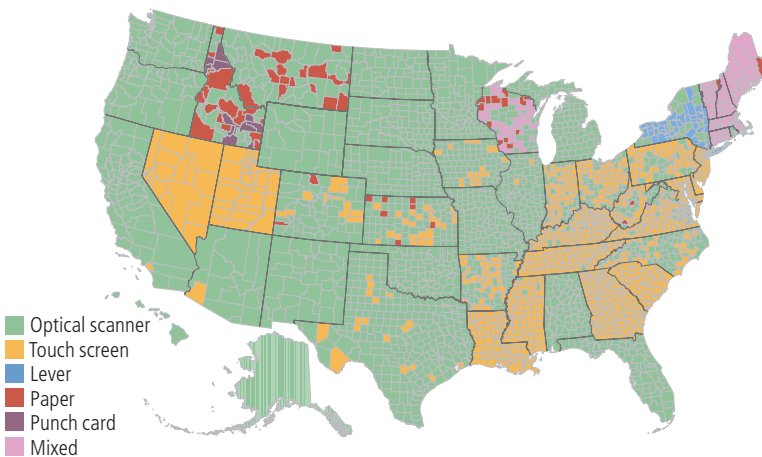 Optical scanner
Touch screen
Lever
Paper
Punch card
Mixed